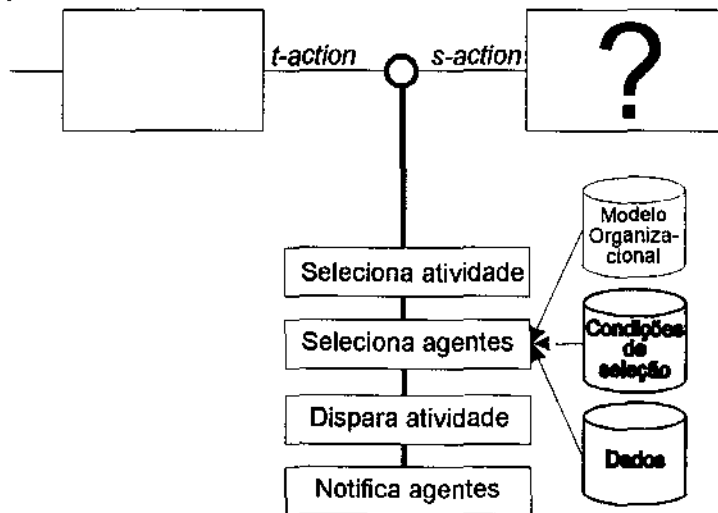 t-action
s-action
?
Modelo
Organiza-
cional
Seleciona atividade
Condições
de
seleção
Seleciona agentes
Dispara atividade
Dados
Notifica agentes